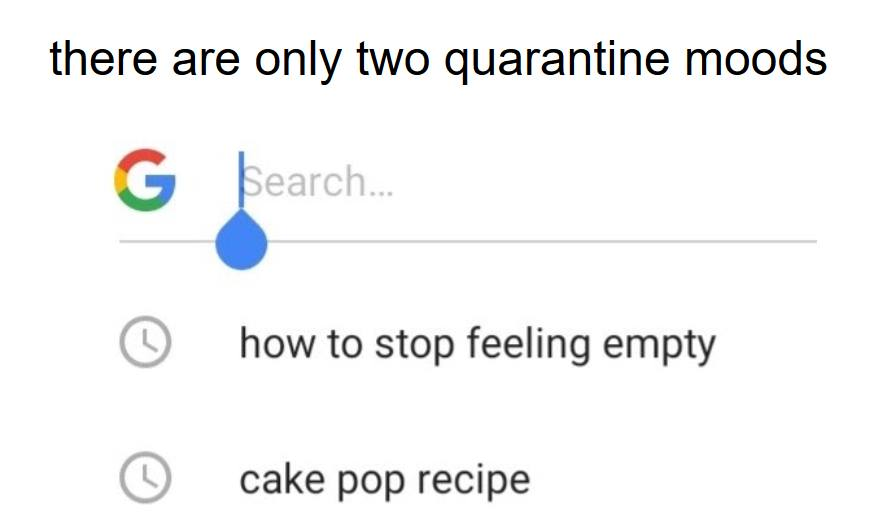 there are only two quarantine moods
Search...
how to stop feeling empty
cake pop recipe